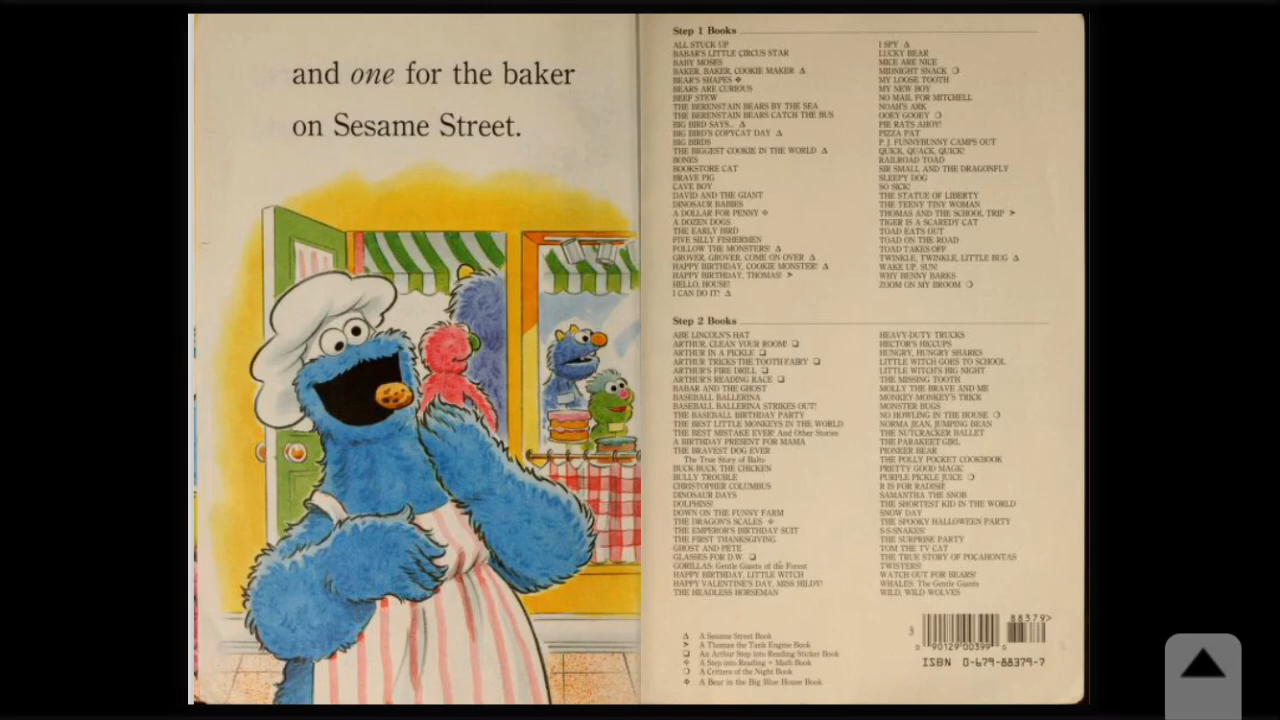 and one for the baker
on Sesame Street.
Step 1 Books
ALL STUCK UP
BABAR'S LITTLE CIRCUS STAR
BABY MOSES
BAKER, BAKER, COOKIE MAKER Δ
BEAR'S SHAPES ❖
BEARS ARE CURIOUS
BEEF STEW
THE BERENSTAIN BEARS BY THE SEA
THE BERENSTAIN BEARS CATCH THE BUS
BIG BIRD SAYS... Δ
BIG BIRD'S COPYCAT DAY Δ
BIG BIRDS
THE BIGGEST COOKIE IN THE WORLD Δ
BONES
BOOKSTORE CAT
BRAVE PIG
CAVE BOY
DAVID AND THE GIANT
DINOSAUR BABIES
A DOLLAR FOR PENNY ✧
A DOZEN DOGS
THE EARLY BIRD
FIVE SILLY FISHERMEN
FOLLOW THE MONSTERS! Δ
GROVER, GROVER, COME ON OVER Δ
HAPPY BIRTHDAY, COOKIE MONSTER! Δ
HAPPY BIRTHDAY, THOMAS! ➤
HELLO, HOUSE!
I CAN DO IT! Δ
I SPY Δ
LUCKY BEAR
MICE ARE NICE
MIDNIGHT SNACK ❍
MY LOOSE TOOTH
MY NEW BOY
NO MAIL FOR MITCHELL
NOAH'S ARK
OOEY GOOEY ❍
PIE RATS AHOY!
PIZZA PAT
P. J. FUNNYBUNNY CAMPS OUT
QUICK, QUACK, QUICK!
RAILROAD TOAD
SIR SMALL AND THE DRAGONFLY
SLEEPY DOG
SO SICK!
THE STATUE OF LIBERTY
THE TEENY TINY WOMAN
THOMAS AND THE SCHOOL TRIP ➤
TIGER IS A SCAREDY CAT
TOAD EATS OUT
TOAD ON THE ROAD
TOAD TAKES OFF
TWINKLE, TWINKLE, LITTLE BUG Δ
WAKE UP, SUN!
WHY BENNY BARKS
ZOOM ON MY BROOM ❍
Step 2 Books
ABE LINCOLN'S HAT
ARTHUR, CLEAN YOUR ROOM! ❑
ARTHUR IN A PICKLE ❑
ARTHUR TRICKS THE TOOTH FAIRY ❑
ARTHUR'S FIRE DRILL ❑
ARTHUR'S READING RACE ❑
BABAR AND THE GHOST
BASEBALL BALLERINA
BASEBALL BALLERINA STRIKES OUT!
THE BASEBALL BIRTHDAY PARTY
THE BEST LITTLE MONKEYS IN THE WORLD
THE BEST MISTAKE EVER! And Other Stories
A BIRTHDAY PRESENT FOR MAMA
THE BRAVEST DOG EVER
The True Story of Balto
BUCK-BUCK THE CHICKEN
BULLY TROUBLE
CHRISTOPHER COLUMBUS
DINOSAUR DAYS
DOLPHINS!
DOWN ON THE FUNNY FARM
THE DRAGON'S SCALES ✧
THE EMPEROR'S BIRTHDAY SUIT
THE FIRST THANKSGIVING
GHOST AND PETE
GLASSES FOR D.W. ❑
GORILLAS: Gentle Giants of the Forest
HAPPY BIRTHDAY, LITTLE WITCH
HAPPY VALENTINE'S DAY, MISS HILDY!
THE HEADLESS HORSEMAN
HEAVY-DUTY TRUCKS
HECTOR'S HICCUPS
HUNGRY, HUNGRY SHARKS
LITTLE WITCH GOES TO SCHOOL
LITTLE WITCH'S BIG NIGHT
THE MISSING TOOTH
MOLLY THE BRAVE AND ME
MONKEY-MONKEY'S TRICK
MONSTER BUGS
NO HOWLING IN THE HOUSE ❍
NORMA JEAN, JUMPING BEAN
THE NUTCRACKER BALLET
THE PARAKEET GIRL
PIONEER BEAR
THE POLLY POCKET COOKBOOK
PRETTY GOOD MAGIC
PURPLE PICKLE JUICE ❍
R IS FOR RADISH!
SAMANTHA THE SNOB
THE SHORTEST KID IN THE WORLD
SNOW DAY
THE SPOOKY HALLOWEEN PARTY
S-S-SNAKES!
THE SURPRISE PARTY
TOM THE TV CAT
THE TRUE STORY OF POCAHONTAS
TWISTERS!
WATCH OUT FOR BEARS!
WHALES: The Gentle Giants
WILD, WILD WOLVES
Δ A Sesame Street Book
➤ A Thomas the Tank Engine Book
❑ An Arthur Step into Reading Sticker Book
✧ A Step into Reading + Math Book
❍ A Critters of the Night Book
❖ A Bear in the Big Blue House Book
88379>
0 90129 00399 0
ISBN 0-679-88379-7